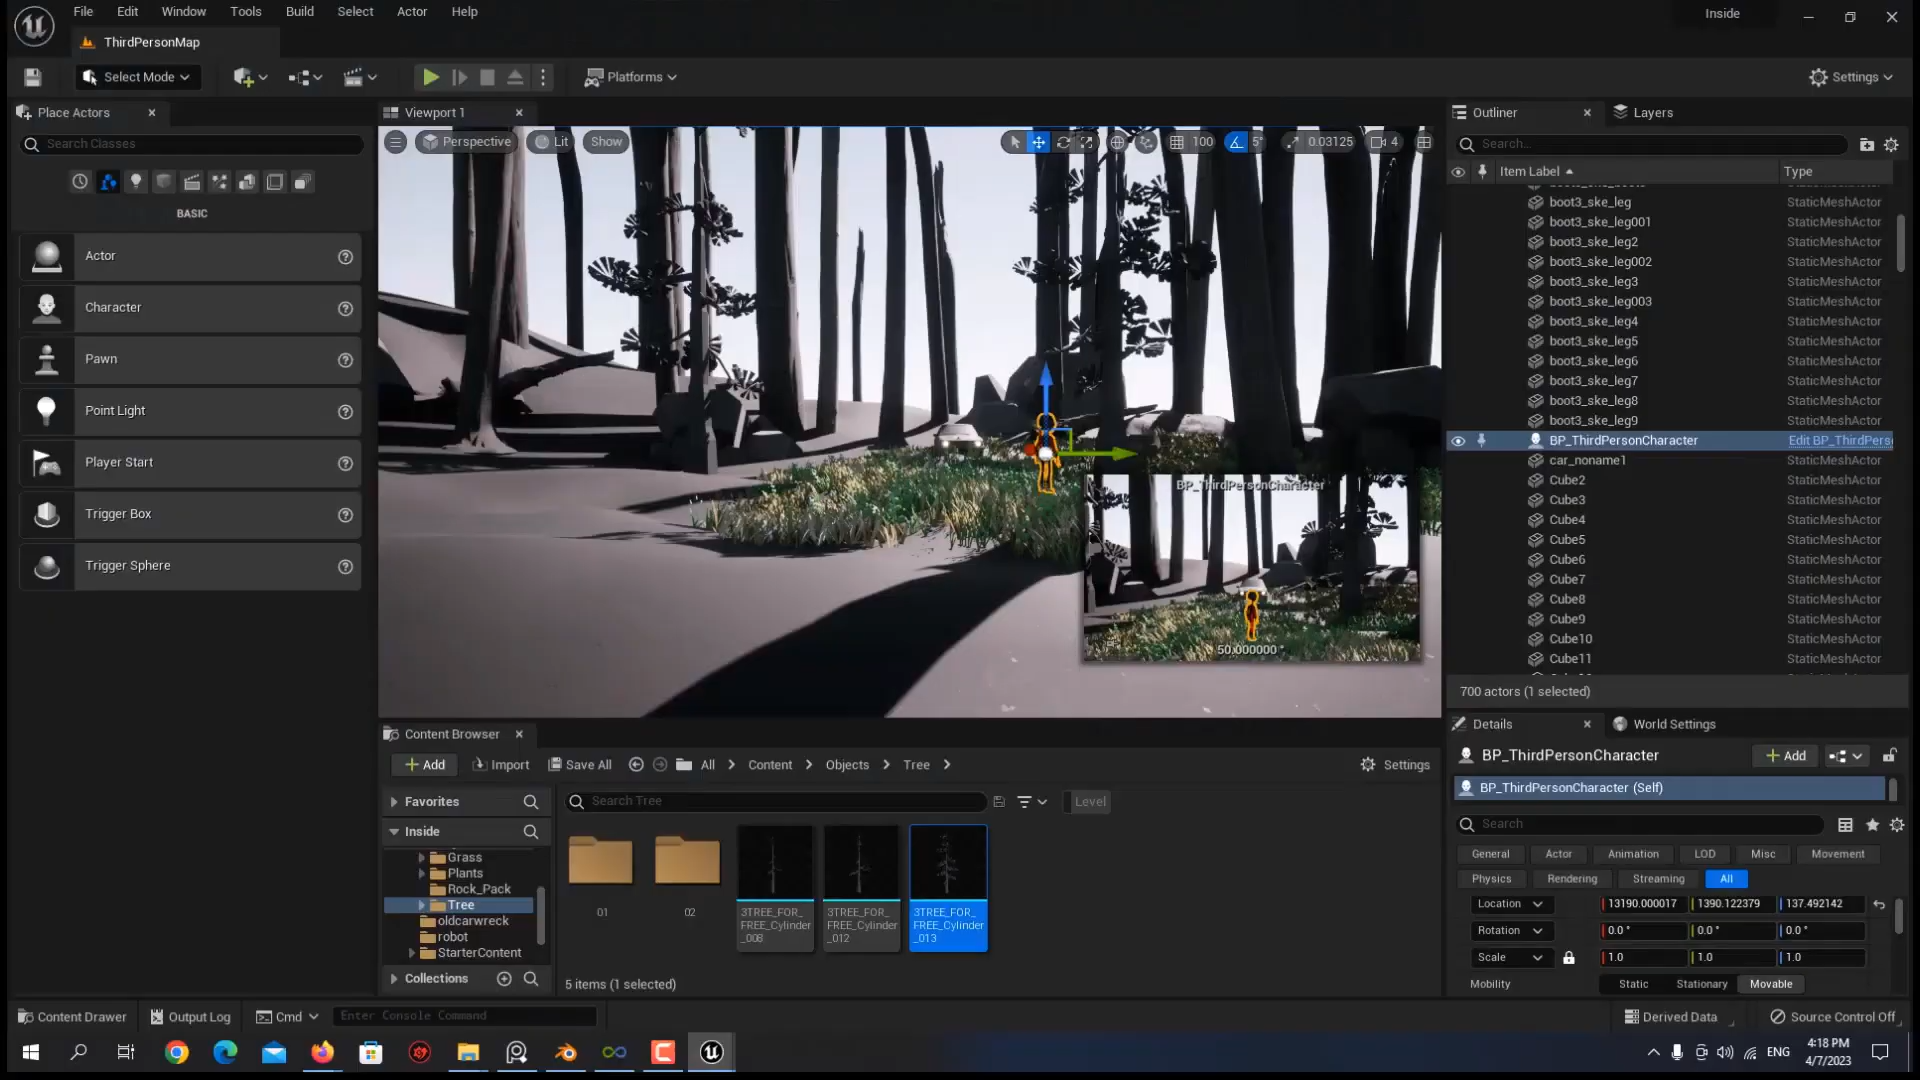 File Edit Window Tools Build Select Actor Help
Inside
ThirdPersonMap
Select Mode
Platforms
Settings
Place Actors
Viewport 1
Outliner
Layers
Search Classes
Perspective
Lit
Show
100
5°
0.03125
4
Search...
Item Label
Type
BASIC
Actor
Character
Pawn
Point Light
Player Start
Trigger Box
Trigger Sphere
boot3_ske_leg StaticMeshActor
boot3_ske_leg001 StaticMeshActor
boot3_ske_leg2 StaticMeshActor
boot3_ske_leg002 StaticMeshActor
boot3_ske_leg3 StaticMeshActor
boot3_ske_leg003 StaticMeshActor
boot3_ske_leg4 StaticMeshActor
boot3_ske_leg5 StaticMeshActor
boot3_ske_leg6 StaticMeshActor
boot3_ske_leg7 StaticMeshActor
boot3_ske_leg8 StaticMeshActor
boot3_ske_leg9 StaticMeshActor
BP_ThirdPersonCharacter Edit BP_ThirdPers
car_noname1 StaticMeshActor
Cube2 StaticMeshActor
Cube3 StaticMeshActor
Cube4 StaticMeshActor
Cube5 StaticMeshActor
Cube6 StaticMeshActor
Cube7 StaticMeshActor
Cube8 StaticMeshActor
Cube9 StaticMeshActor
Cube10 StaticMeshActor
Cube11 StaticMeshActor
700 actors (1 selected)
BP_ThirdPersonCharacter
50.000000 °
Details
World Settings
BP_ThirdPersonCharacter
Add
BP_ThirdPersonCharacter (Self)
Search
General Actor Animation LOD Misc Movement
Physics Rendering Streaming All
Location 13190.000017 1390.122379 137.492142
Rotation 0.0 ° 0.0 ° 0.0 °
Scale 1.0 1.0 1.0
Mobility Static Stationary Movable
Content Browser
Add
Import
Save All
All
Content
Objects
Tree
Settings
Favorites
Search Tree
Level
Inside
Grass
Plants
Rock_Pack
Tree
oldcarwreck
robot
StarterContent
Collections
01
02
3TREE_FOR_
FREE_Cylinder
_008
3TREE_FOR_
FREE_Cylinder
_012
3TREE_FOR_
FREE_Cylinder
_013
5 items (1 selected)
Content Drawer
Output Log
Cmd
Enter Console Command
Derived Data
Source Control Off
ENG
4:18 PM
4/7/2023